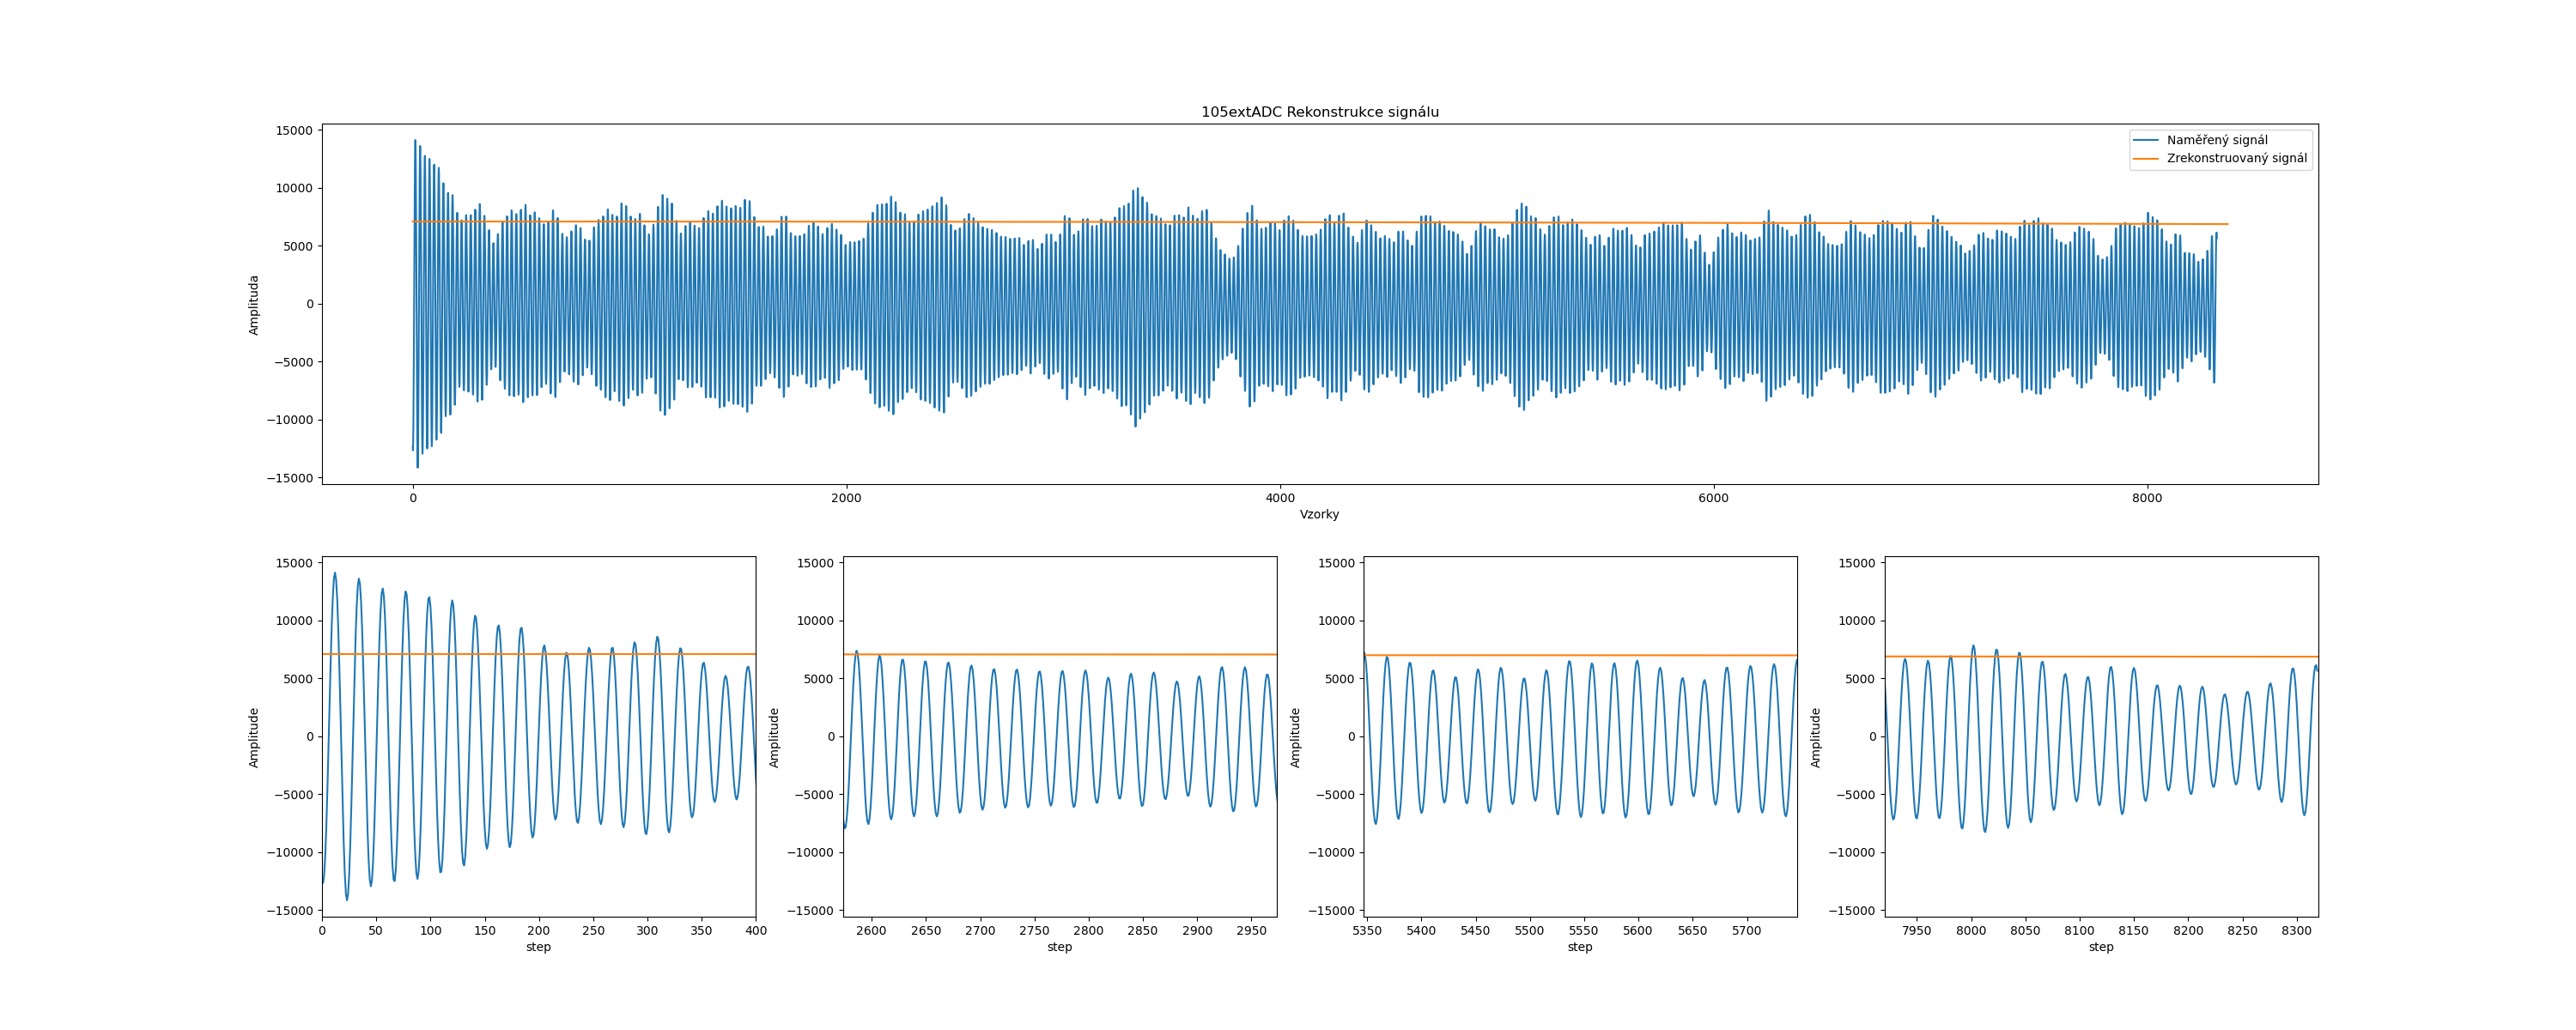 105extADC Rekonstrukce signálu
15000
10000
5000
0
−5000
−10000
−15000
Amplituda
Naměřený signál
Zrekonstruovaný signál
0 2000 4000 6000 8000
Vzorky
15000
10000
5000
0
−5000
−10000
−15000
Amplitude
0 50 100 150 200 250 300 350 400
step
15000
10000
5000
0
−5000
−10000
−15000
Amplitude
2600 2650 2700 2750 2800 2850 2900 2950
step
15000
10000
5000
0
−5000
−10000
−15000
Amplitude
5350 5400 5450 5500 5550 5600 5650 5700
step
15000
10000
5000
0
−5000
−10000
−15000
Amplitude
7950 8000 8050 8100 8150 8200 8250 8300
step